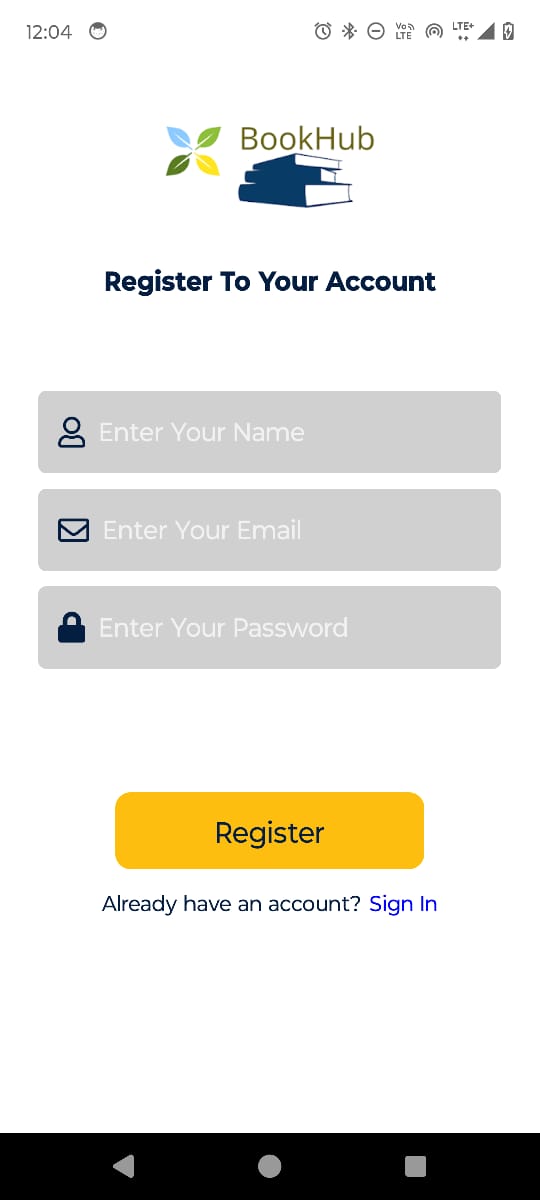 12:04
Vo LTE
LTE+
BookHub
Register To Your Account
Enter Your Name
Enter Your Email
Enter Your Password
Register
Already have an account? Sign In